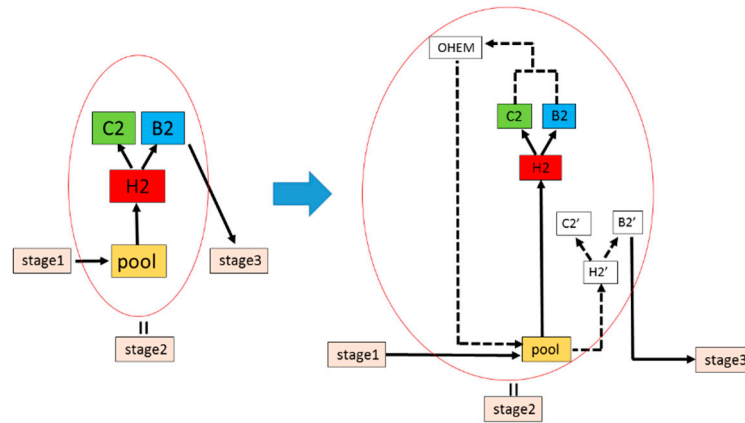 C2
B2
H2
stage1
pool
stage3
stage2
OHEM
C2
B2
H2
C2'
B2'
H2'
stage1
pool
stage3
stage2